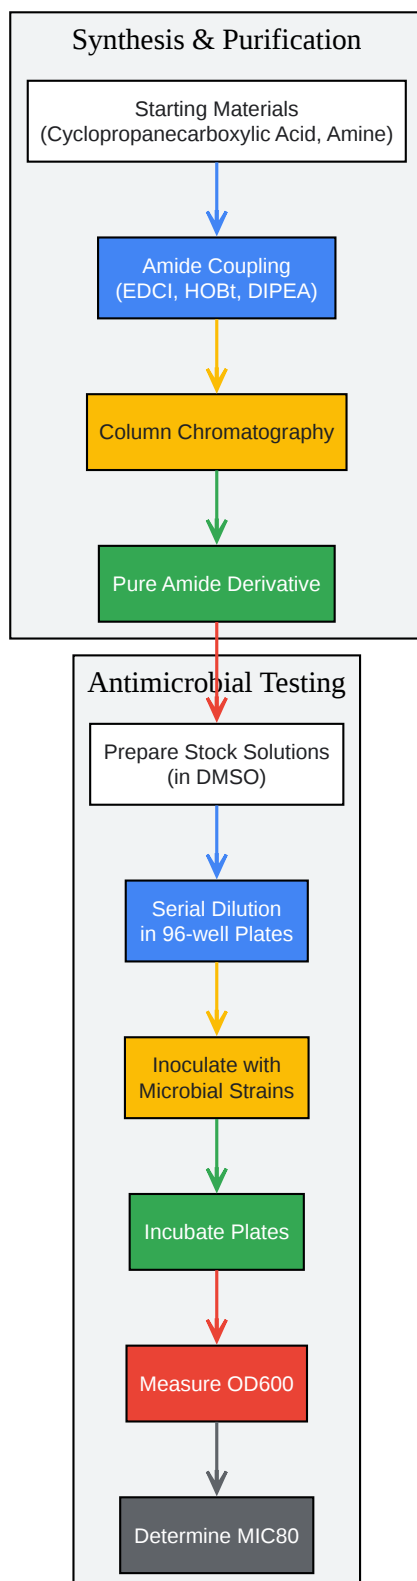 Synthesis & Purification
Starting Materials
(Cyclopropanecarboxylic Acid, Amine)
Amide Coupling
(EDCI, HOBt, DIPEA)
Column Chromatography
Pure Amide Derivative
Antimicrobial Testing
Prepare Stock Solutions
(in DMSO)
Serial Dilution
in 96-well Plates
Inoculate with
Microbial Strains
Incubate Plates
Measure OD600
Determine MIC80